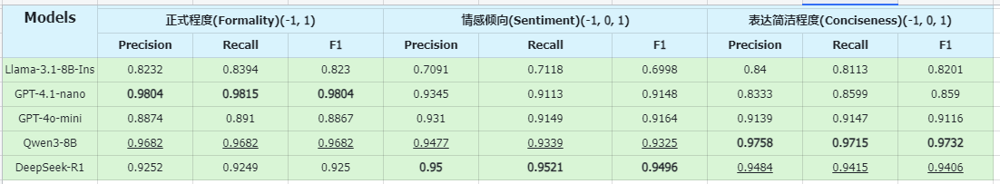 Models 正式程度(Formality)(-1, 1) 情感倾向(Sentiment)(-1, 0, 1) 表达简洁程度(Conciseness)(-1, 0, 1)
Precision Recall F1 Precision Recall F1 Precision Recall F1
Llama-3.1-8B-Ins 0.8232 0.8394 0.823 0.7091 0.7118 0.6998 0.84 0.8113 0.8201
GPT-4.1-nano 0.9804 0.9815 0.9804 0.9345 0.9113 0.9148 0.8333 0.8599 0.859
GPT-4o-mini 0.8874 0.891 0.8867 0.931 0.9149 0.9164 0.9139 0.9147 0.9116
Qwen3-8B 0.9682 0.9682 0.9682 0.9477 0.9339 0.9325 0.9758 0.9715 0.9732
DeepSeek-R1 0.9252 0.9249 0.925 0.95 0.9521 0.9496 0.9484 0.9415 0.9406